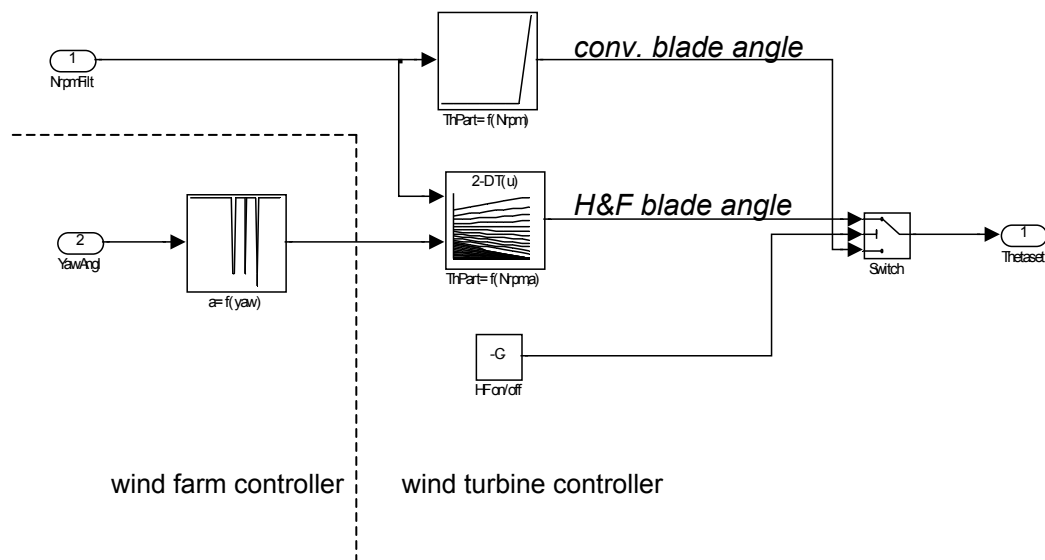 conv. blade angle
1
NrpmFilt
ThPart= f(Nrpm)
2-DT(u)
H&F blade angle
2
YawAngl
1
Thetaset
Switch
ThPart= f(Nrpma)
a= f(yaw)
-G
HFon/off
wind farm controller
wind turbine controller